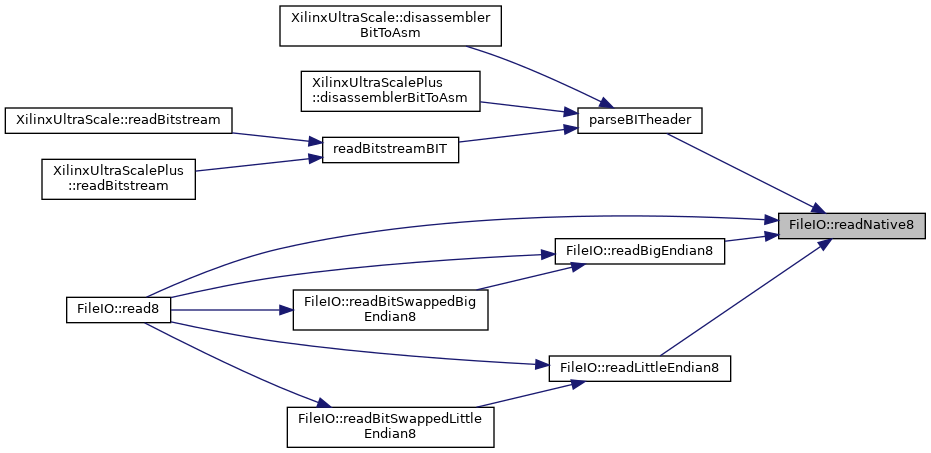 XilinxUltraScale::disassembler
BitToAsm
XilinxUltraScalePlus
::disassemblerBitToAsm
XilinxUltraScale::readBitstream
parseBITheader
readBitstreamBIT
XilinxUltraScalePlus
::readBitstream
FileIO::readNative8
FileIO::readBigEndian8
FileIO::read8
FileIO::readBitSwappedBig
Endian8
FileIO::readLittleEndian8
FileIO::readBitSwappedLittle
Endian8